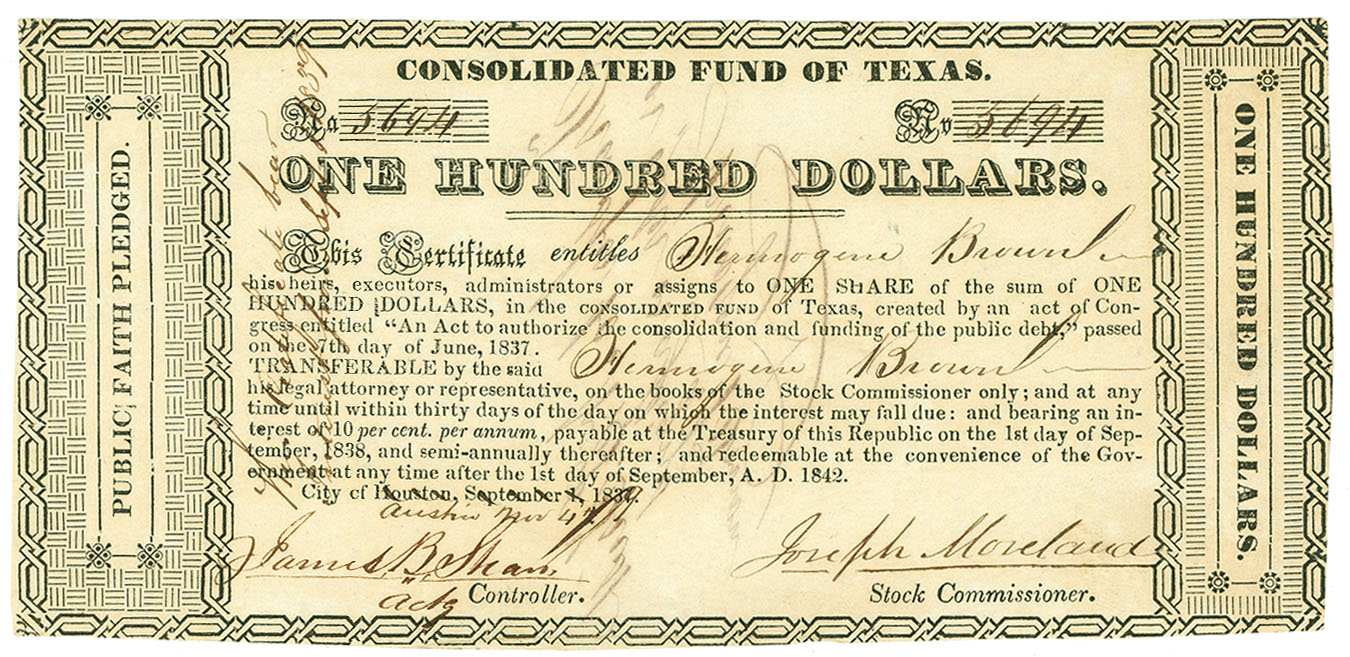 CONSOLIDATED FUND OF TEXAS.
No 5694
No 5694
ONE HUNDRED DOLLARS.
This Certificate entitles Hermogene Brown
his heirs, executors, administrators or assigns to ONE SHARE of the sum of ONE
HUNDRED DOLLARS, in the CONSOLIDATED FUND of Texas, created by an act of Con-
gress entitled “An Act to authorize the consolidation and funding of the public debt,” passed
on the 7th day of June, 1837.
TRANSFERABLE by the said Hermogene Brown
his legal attorney or representative, on the books of the Stock Commissioner only; and at any
time until within thirty days of the day on which the interest may fall due: and bearing an in-
terest of 10 per cent. per annum, payable at the Treasury of this Republic on the 1st day of Sep-
tember, 1838, and semi-annually thereafter; and redeemable at the convenience of the Gov-
ernment at any time after the 1st day of September, A. D. 1842.
City of Houston, September 1, 1837.
Austin Nov 4
James B. Shaw
Actg Controller.
Joseph Moreland
Stock Commissioner.
PUBLIC FAITH PLEDGED.
ONE HUNDRED DOLLARS.